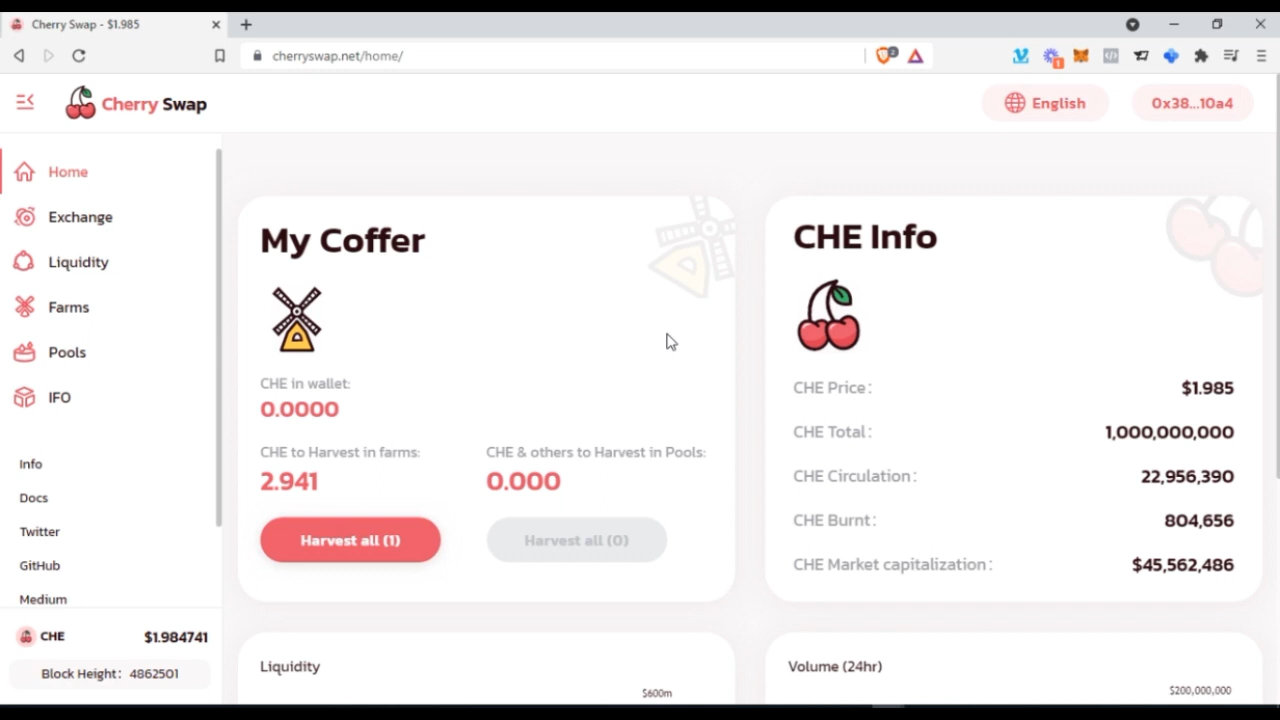 Cherry Swap - $1.985
cherryswap.net/home/
2
1
Cherry Swap
English
0x38...10a4
Home
Exchange
Liquidity
Farms
Pools
IFO
Info
Docs
Twitter
GitHub
Medium
CHE $1.984741
Block Height: 4862501
My Coffer
CHE in wallet:
0.0000
CHE to Harvest in farms:
2.941
Harvest all (1)
CHE & others to Harvest in Pools:
0.000
Harvest all (0)
CHE Info
CHE Price: $1.985
CHE Total: 1,000,000,000
CHE Circulation: 22,956,390
CHE Burnt: 804,656
CHE Market capitalization: $45,562,486
Liquidity
$600m
Volume (24hr)
$200,000,000